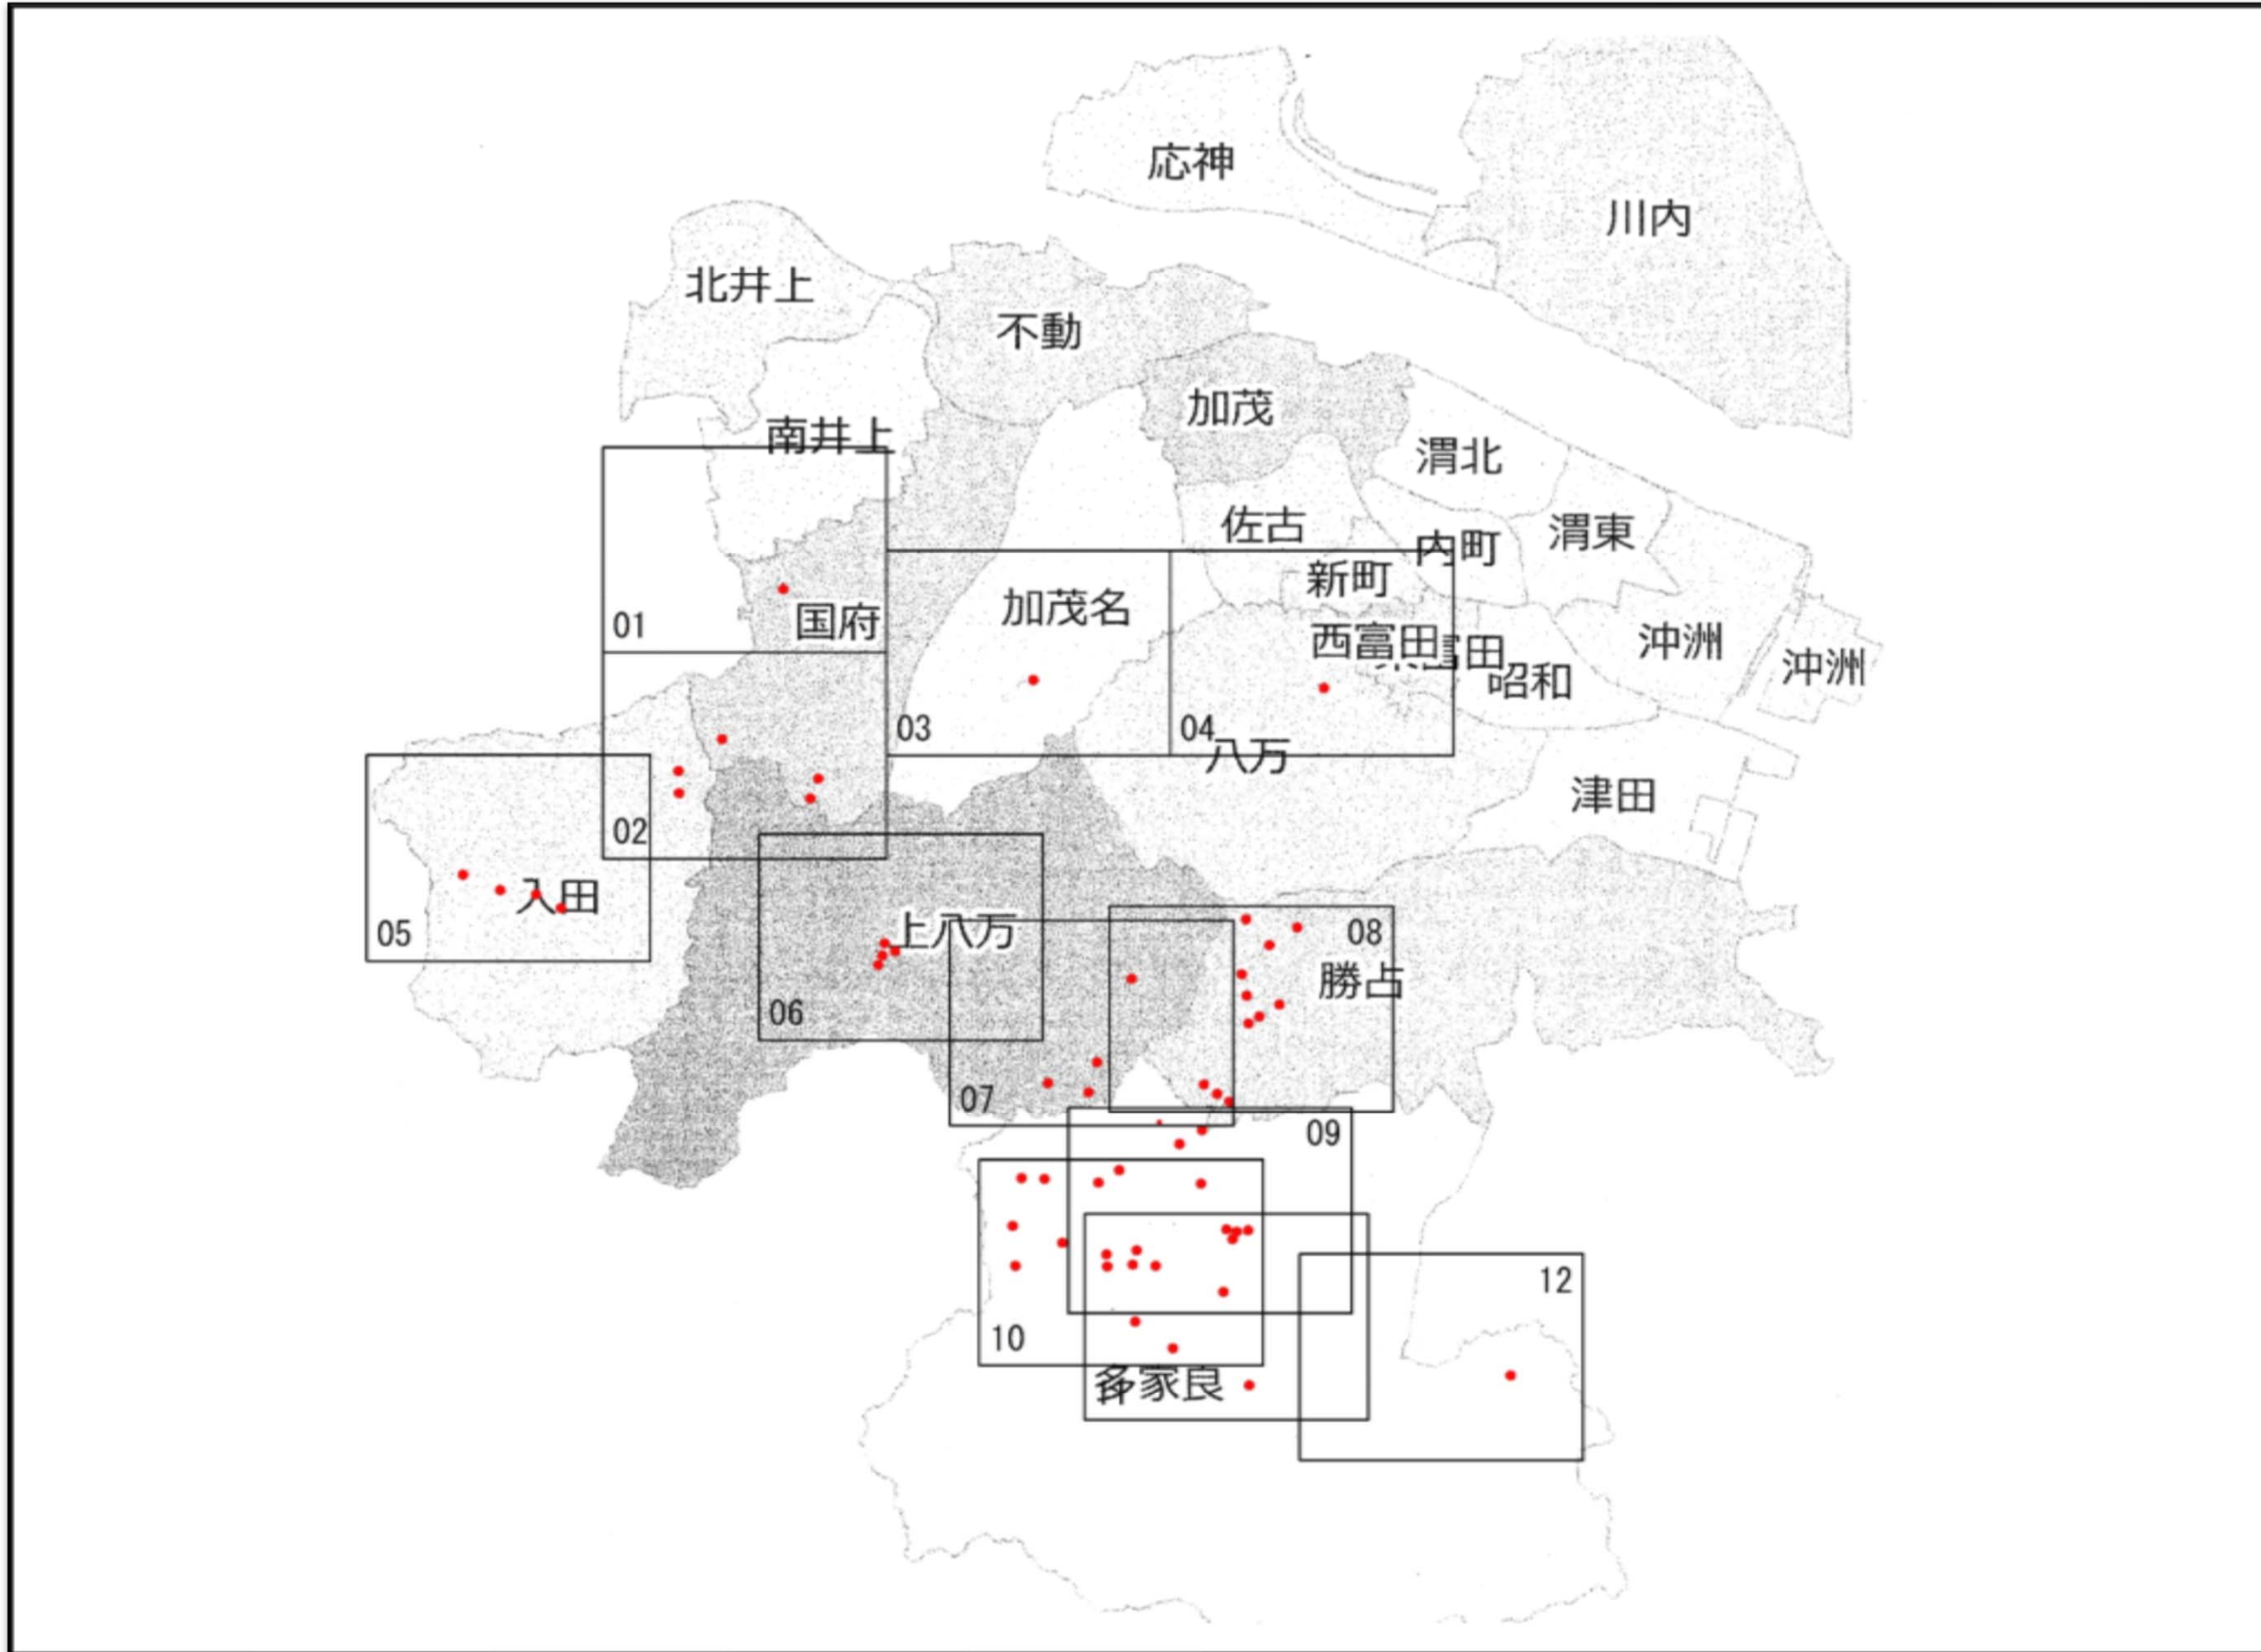 応神
川内
北井上
不動
加茂
南井上
渭北
佐古
渭東
内町
新町
加茂名
国府
01
西富田
富田
沖洲
沖洲
昭和
03
04
八万
津田
02
入田
05
上八万
08
勝占
06
07
09
12
10
多家良